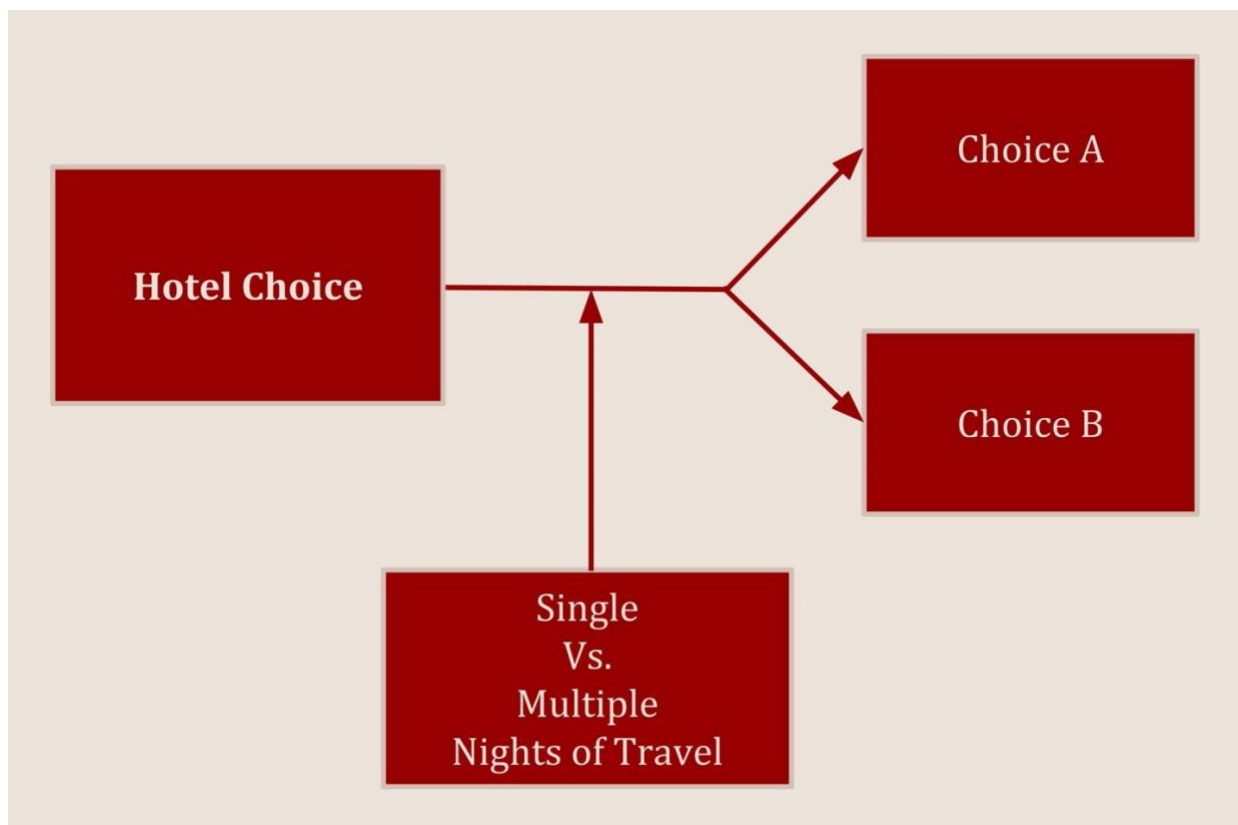 Hotel Choice
Choice A
Choice B
Single
Vs.
Multiple
Nights of Travel